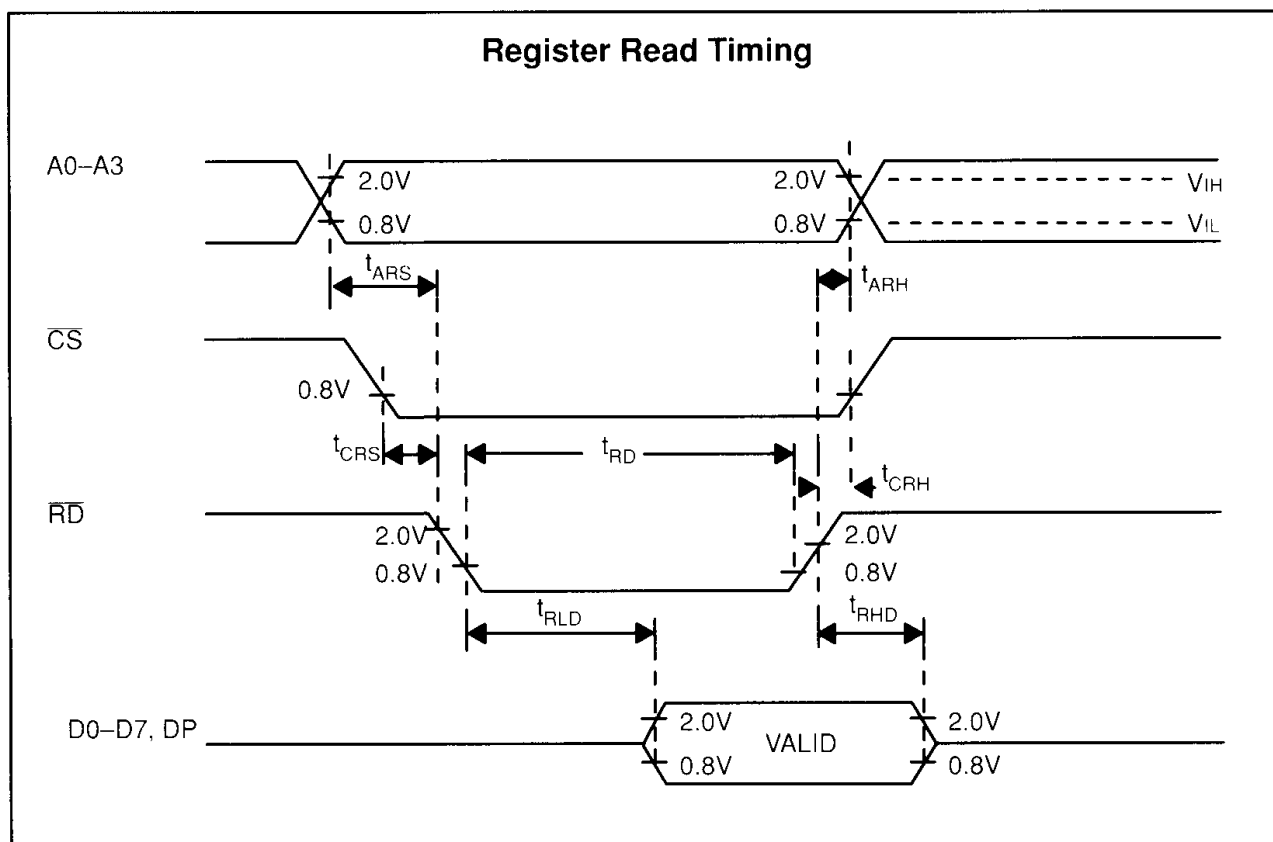 Register Read Timing
A0–A3
2.0V
2.0V
VIH
0.8V
0.8V
VIL
tARS
tARH
CS
0.8V
tCRS
tRD
tCRH
RD
2.0V
2.0V
0.8V
0.8V
tRLD
tRHD
D0–D7, DP
2.0V
VALID
2.0V
0.8V
0.8V